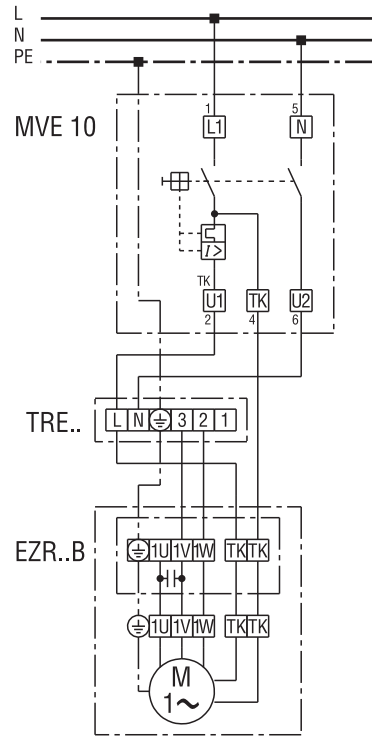 L
N
PE
MVE 10
1 5
L1 N
I>
TK
U1 TK U2
2 4 6
TRE..
L N 3 2 1
EZR..B
1U 1V 1W TK TK
1U 1V 1W TK TK
M
1~